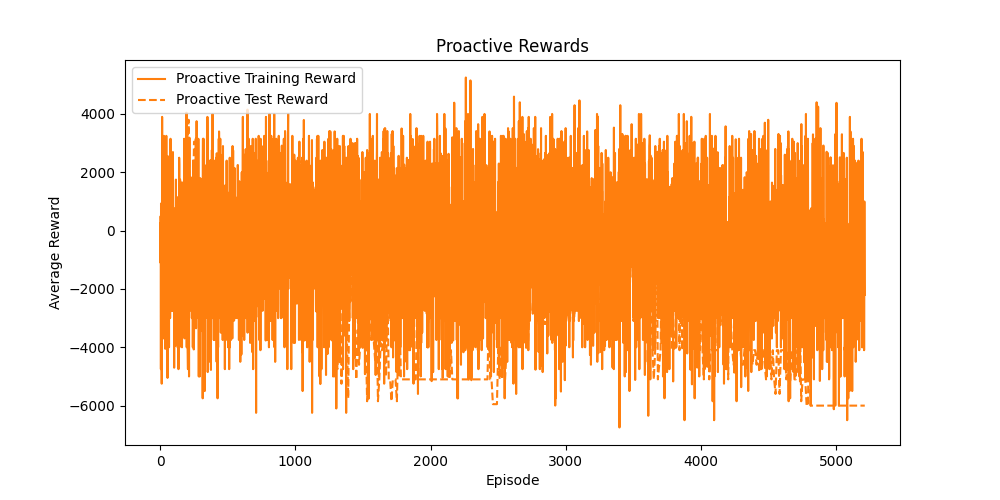 Proactive Rewards
Proactive Training Reward
Proactive Test Reward
Average Reward
4000
2000
0
−2000
−4000
−6000
0
1000
2000
3000
4000
5000
Episode